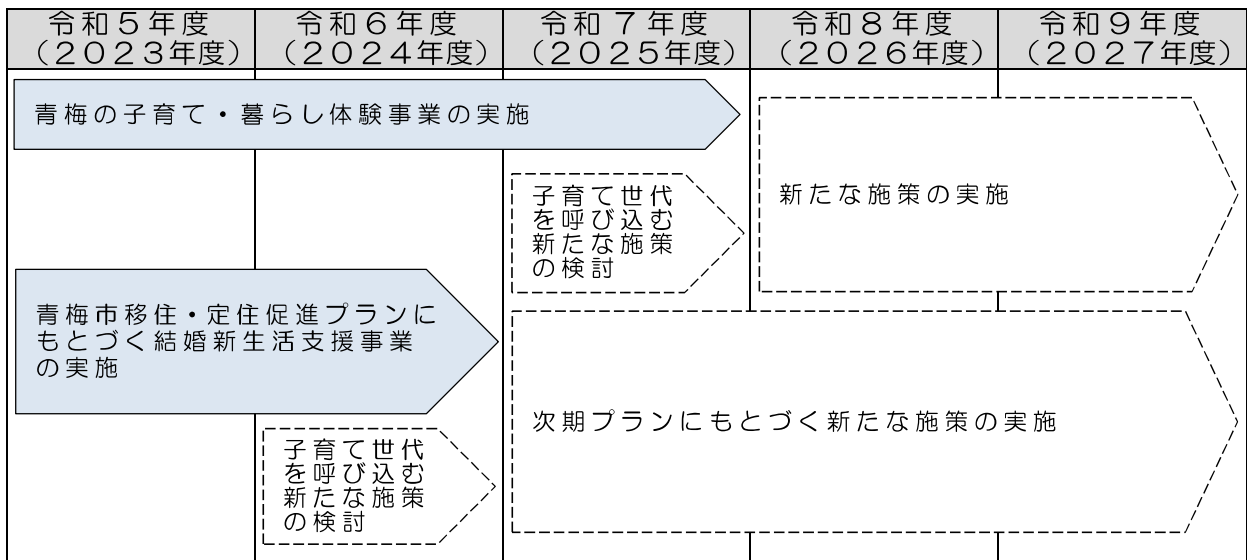 令和５年度
（２０２３年度）
令和６年度
（２０２４年度）
令和７年度
（２０２５年度）
令和８年度
（２０２６年度）
令和９年度
（２０２７年度）
青梅の子育て・暮らし体験事業の実施
子育て世代
を呼び込む
新たな施策
の検討
新たな施策の実施
青梅市移住・定住促進プランに
もとづく結婚新生活支援事業
の実施
子育て世代
を呼び込む
新たな施策
の検討
次期プランにもとづく新たな施策の実施